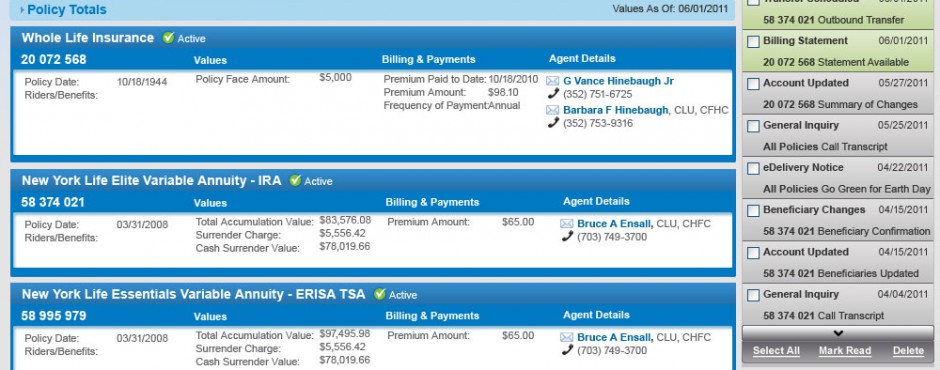 Policy Totals
Values As Of: 06/01/2011
Whole Life Insurance Active
20 072 568 Values Billing & Payments Agent Details
Policy Date: 10/18/1944 Policy Face Amount: $5,000 Premium Paid to Date: 10/18/2010 G Vance Hinebaugh Jr
Riders/Benefits: Premium Amount: $98.10 (352) 751-6725
Frequency of Payment: Annual Barbara F Hinebaugh, CLU, CFHC
(352) 753-9316
New York Life Elite Variable Annuity - IRA Active
58 374 021 Values Billing & Payments Agent Details
Policy Date: 03/31/2008 Total Accumulation Value: $83,576.08 Premium Amount: $65.00 Bruce A Ensall, CLU, CHFC
Riders/Benefits: Surrender Charge: $5,556.42 (703) 749-3700
Cash Surrender Value: $78,019.66
New York Life Essentials Variable Annuity - ERISA TSA Active
58 995 979 Values Billing & Payments Agent Details
Policy Date: 03/31/2008 Total Accumulation Value: $97,495.98 Premium Amount: $65.00 Bruce A Ensall, CLU, CHFC
Riders/Benefits: Surrender Charge: $5,556.42 (703) 749-3700
Cash Surrender Value: $78,019.66
58 374 021 Outbound Transfer
Billing Statement 06/01/2011
20 072 568 Statement Available
Account Updated 05/27/2011
20 072 568 Summary of Changes
General Inquiry 05/25/2011
All Policies Call Transcript
eDelivery Notice 04/22/2011
All Policies Go Green for Earth Day
Beneficiary Changes 04/15/2011
58 374 021 Beneficiary Confirmation
Account Updated 04/15/2011
58 374 021 Beneficiaries Updated
General Inquiry 04/04/2011
58 374 021 Call Transcript
Select All Mark Read Delete